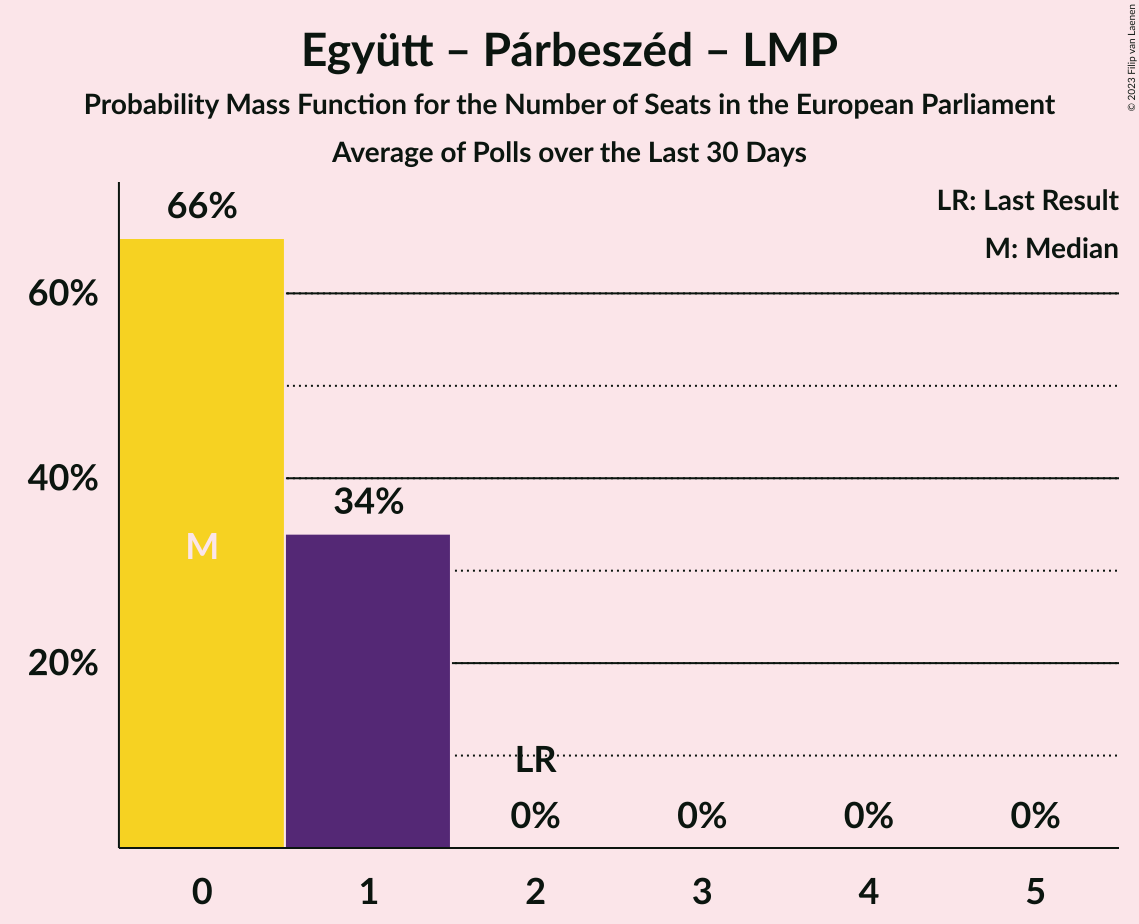 Együtt – Párbeszéd – LMP
Probability Mass Function for the Number of Seats in the European Parliament
Average of Polls over the Last 30 Days
© 2023 Filip van Laenen
LR: Last Result
M: Median
66%
60%
40%
34%
M
20%
LR
0% 0% 0% 0%
0 1 2 3 4 5